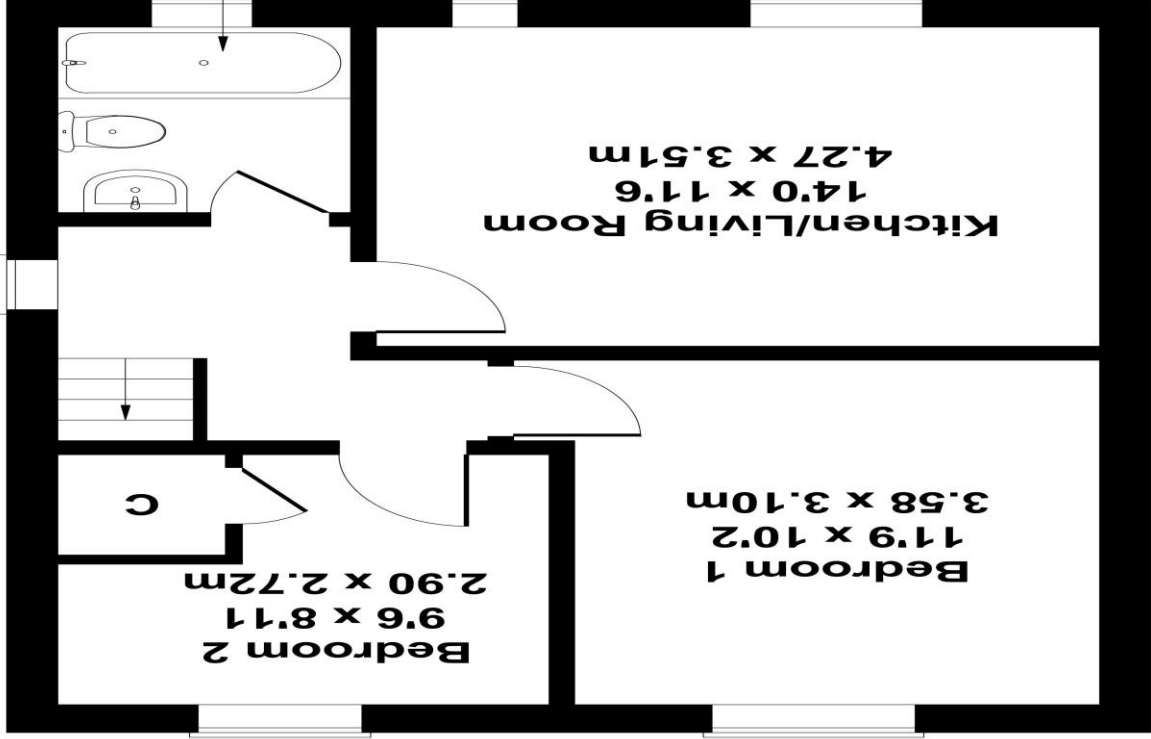 Bedroom 1
11'9 x 10'2
3.58 x 3.10m
Bedroom 2
9'6 x 8'11
2.90 x 2.72m
C
Kitchen/Living Room
14'0 x 11'6
4.27 x 3.51m